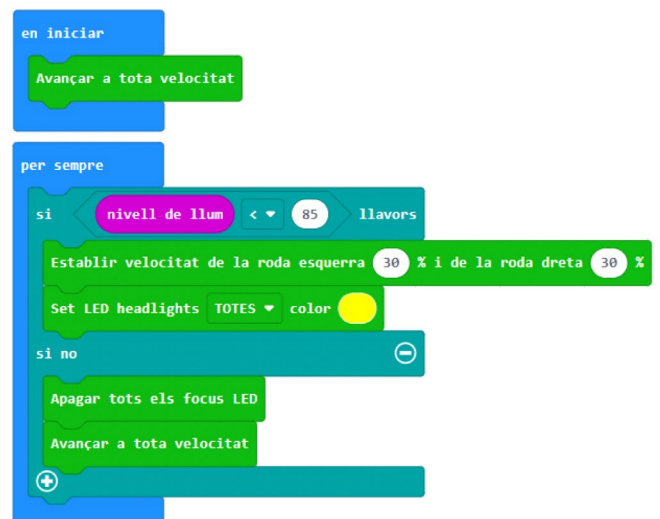 en iniciar
Avançar a tota velocitat
per sempre
si nivell de llum < 85 llavors
Establir velocitat de la roda esquerra 30 % i de la roda dreta 30 %
Set LED headlights TOTES color
si no
Apagar tots els focus LED
Avançar a tota velocitat